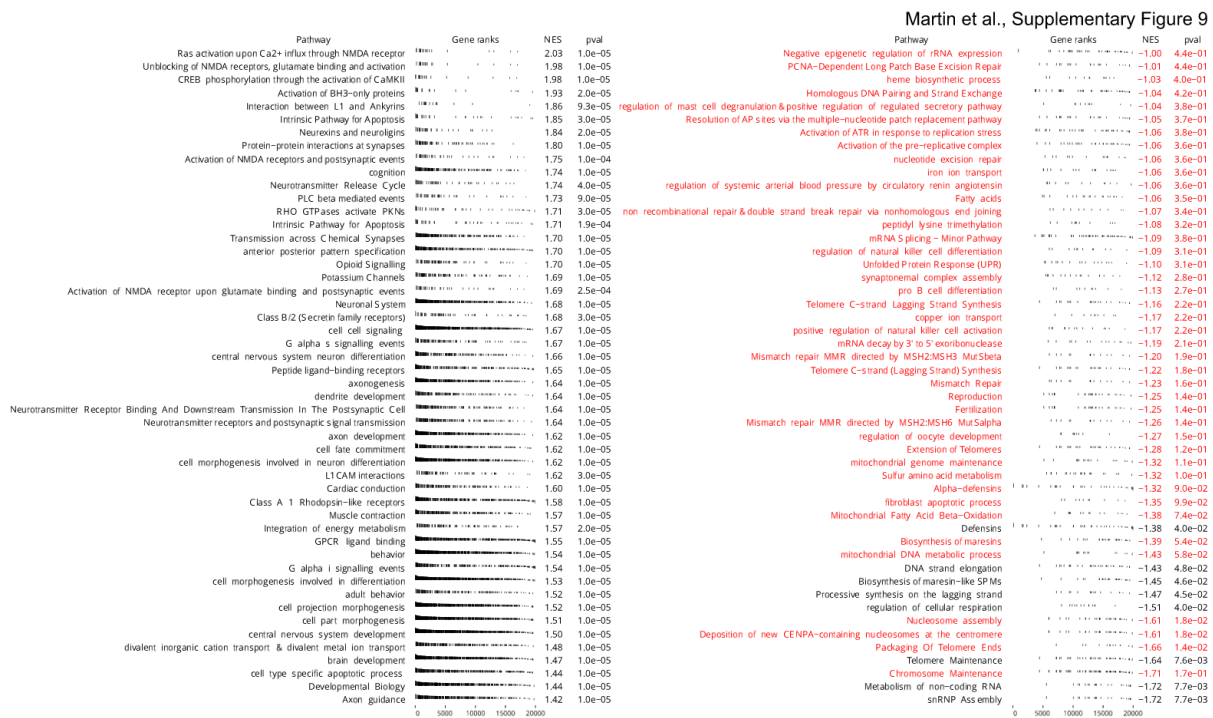 Martin et al., Supplementary Figure 9
Pathway Gene ranks NES pval
Ras activation upon Ca2+ influx through NMDA receptor 2.03 1.0e−05
Unblocking of NMDA receptors, glutamate binding and activation 1.98 1.0e−05
CREB phosphorylation through the activation of CaMKII 1.98 1.0e−05
Activation of BH3−only proteins 1.93 2.0e−05
Interaction between L1 and Ankyrins 1.86 9.3e−05
Intrinsic Pathway for Apoptosis 1.85 3.0e−05
Neurexins and neuroligins 1.84 2.0e−05
Protein−protein interactions at synapses 1.80 1.0e−05
Activation of NMDA receptors and postsynaptic events 1.75 1.0e−04
cognition 1.74 1.0e−05
Neurotransmitter Release Cycle 1.74 4.0e−05
PLC beta mediated events 1.73 9.0e−05
RHO GTPases activate PKNs 1.71 3.0e−05
Intrinsic Pathway for Apoptosis 1.71 1.9e−04
Transmission across Chemical Synapses 1.70 1.0e−05
anterior posterior pattern specification 1.70 1.0e−05
Opioid Signalling 1.70 1.0e−05
Potassium Channels 1.69 1.0e−05
Activation of NMDA receptor upon glutamate binding and postsynaptic events 1.69 2.5e−04
Neuronal System 1.68 1.0e−05
Class B/2 (Secretin family receptors) 1.68 3.0e−05
cell cell signaling 1.67 1.0e−05
G alpha s signalling events 1.67 1.0e−05
central nervous system neuron differentiation 1.66 1.0e−05
Peptide ligand−binding receptors 1.65 1.0e−05
axonogenesis 1.64 1.0e−05
dendrite development 1.64 1.0e−05
Neurotransmitter Receptor Binding And Downstream Transmission In The Postsynaptic Cell 1.64 1.0e−05
Neurotransmitter receptors and postsynaptic signal transmission 1.64 1.0e−05
axon development 1.62 1.0e−05
cell fate commitment 1.62 1.0e−05
cell morphogenesis involved in neuron differentiation 1.62 1.0e−05
L1CAM interactions 1.62 3.0e−05
Cardiac conduction 1.60 1.0e−05
Class A 1 Rhodopsin−like receptors 1.58 1.0e−05
Muscle contraction 1.57 1.0e−05
Integration of energy metabolism 1.57 2.0e−05
GPCR ligand binding 1.55 1.0e−05
behavior 1.54 1.0e−05
G alpha i signalling events 1.54 1.0e−05
cell morphogenesis involved in differentiation 1.53 1.0e−05
adult behavior 1.52 1.0e−05
cell projection morphogenesis 1.52 1.0e−05
cell part morphogenesis 1.51 1.0e−05
central nervous system development 1.50 1.0e−05
divalent inorganic cation transport & divalent metal ion transport 1.48 1.0e−05
brain development 1.47 1.0e−05
cell type specific apoptotic process 1.44 1.0e−05
Developmental Biology 1.44 1.0e−05
Axon guidance 1.42 1.0e−05
0 5000 10000 15000 20000
Pathway Gene ranks NES pval
Negative epigenetic regulation of rRNA expression −1.00 4.4e−01
PCNA−Dependent Long Patch Base Excision Repair −1.01 4.4e−01
heme biosynthetic process −1.03 4.0e−01
Homologous DNA Pairing and Strand Exchange −1.04 4.2e−01
regulation of mast cell degranulation & positive regulation of regulated secretory pathway −1.04 3.8e−01
Resolution of AP sites via the multiple−nucleotide patch replacement pathway −1.05 3.7e−01
Activation of ATR in response to replication stress −1.06 3.8e−01
Activation of the pre−replicative complex −1.06 3.6e−01
nucleotide excision repair −1.06 3.6e−01
iron ion transport −1.06 3.6e−01
regulation of systemic arterial blood pressure by circulatory renin angiotensin −1.06 3.6e−01
Fatty acids −1.06 3.5e−01
non recombinational repair & double strand break repair via nonhomologous end joining −1.07 3.4e−01
peptidyl lysine trimethylation −1.08 3.2e−01
mRNA Splicing − Minor Pathway −1.09 3.8e−01
regulation of natural killer cell differentiation −1.09 3.1e−01
Unfolded Protein Response (UPR) −1.10 3.1e−01
synaptonemal complex assembly −1.12 2.8e−01
pro B cell differentiation −1.13 2.7e−01
Telomere C−strand Lagging Strand Synthesis −1.16 2.2e−01
copper ion transport −1.17 2.2e−01
positive regulation of natural killer cell activation −1.17 2.2e−01
mRNA decay by 3' to 5' exoribonuclease −1.19 2.1e−01
Mismatch repair MMR directed by MSH2:MSH3 MutSbeta −1.20 1.9e−01
Telomere C−strand (Lagging Strand) Synthesis −1.22 1.8e−01
Mismatch Repair −1.23 1.6e−01
Reproduction −1.25 1.4e−01
Fertilization −1.25 1.4e−01
Mismatch repair MMR directed by MSH2:MSH6 MutSalpha −1.26 1.4e−01
regulation of oocyte development −1.27 1.5e−01
Extension of Telomeres −1.28 1.2e−01
mitochondrial genome maintenance −1.32 1.1e−01
Sulfur amino acid metabolism −1.32 1.0e−01
Alpha−defensins −1.32 9.0e−02
fibroblast apoptotic process −1.35 9.9e−02
Mitochondrial Fatty Acid Beta−Oxidation −1.38 7.4e−02
Defensins −1.38 4.0e−02
Biosynthesis of maresins −1.39 5.4e−02
mitochondrial DNA metabolic process −1.43 5.8e−02
DNA strand elongation −1.43 4.8e−02
Biosynthesis of maresin−like SPMs −1.45 4.6e−02
Processive synthesis on the lagging strand −1.47 4.5e−02
regulation of cellular respiration −1.51 4.0e−02
Nucleosome assembly −1.61 1.8e−02
Deposition of new CENPA−containing nucleosomes at the centromere −1.61 1.8e−02
Packaging Of Telomere Ends −1.66 1.4e−02
Telomere Maintenance −1.64 7.6e−03
Chromosome Maintenance −1.71 1.7e−01
Metabolism of non−coding RNA −1.72 7.7e−03
snRNP Assembly −1.72 7.7e−03
0 5000 10000 15000 20000